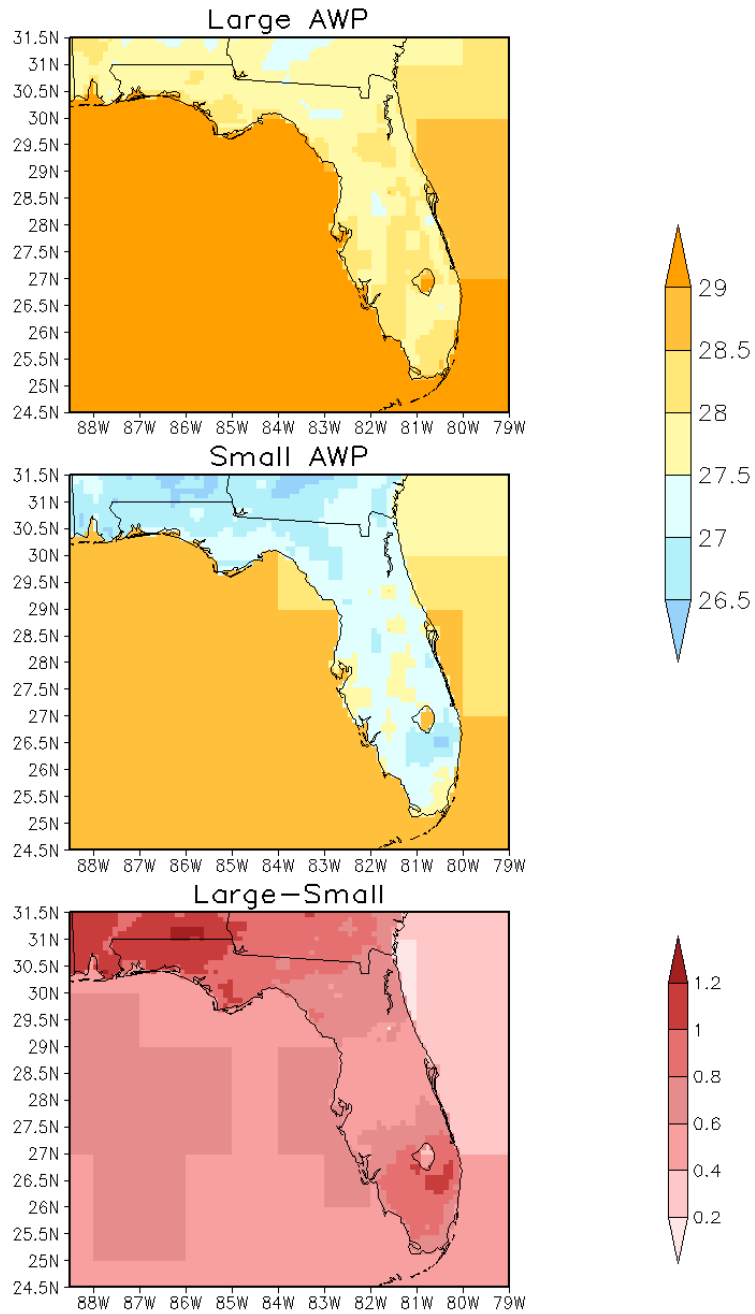 Large AWP
31.5N
31N
30.5N
30N
29.5N
29N
28.5N
28N
27.5N
27N
26.5N
26N
25.5N
25N
24.5N
88W 87W 86W 85W 84W 83W 82W 81W 80W 79W
Small AWP
31.5N
31N
30.5N
30N
29.5N
29N
28.5N
28N
27.5N
27N
26.5N
26N
25.5N
25N
24.5N
88W 87W 86W 85W 84W 83W 82W 81W 80W 79W
29
28.5
28
27.5
27
26.5
Large-Small
31.5N
31N
30.5N
30N
29.5N
29N
28.5N
28N
27.5N
27N
26.5N
26N
25.5N
25N
24.5N
88W 87W 86W 85W 84W 83W 82W 81W 80W 79W
1.2
1
0.8
0.6
0.4
0.2